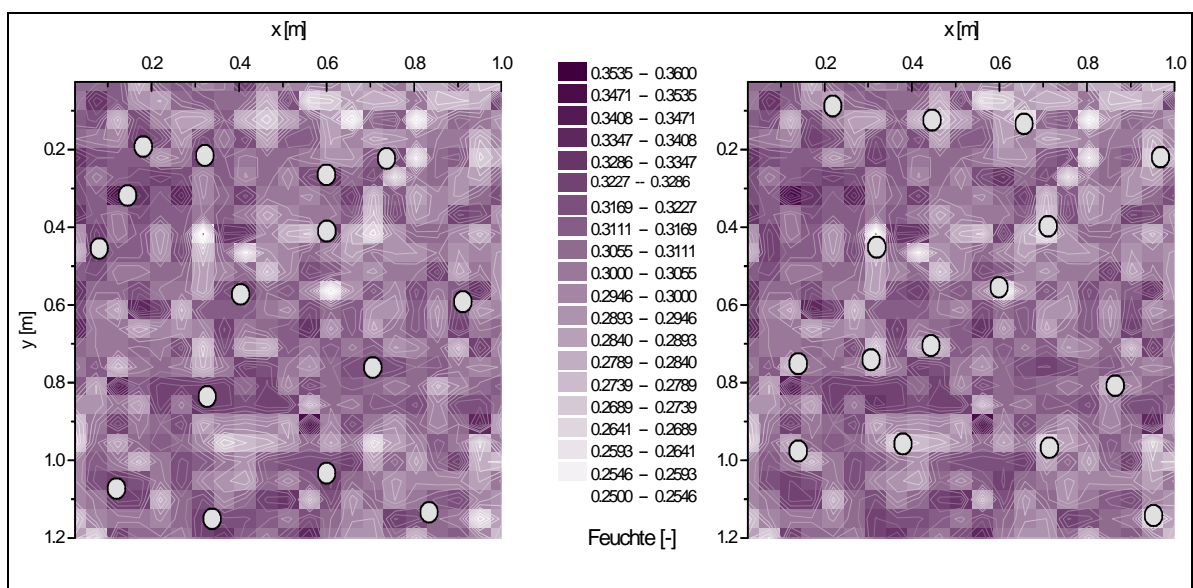 x [m]
x [m]
0.2 0.4 0.6 0.8 1.0
0.2 0.4 0.6 0.8 1.0
0.3535 – 0.3600
0.3471 – 0.3535
0.3408 – 0.3471
0.3347 – 0.3408
0.3286 – 0.3347
0.3227 -- 0.3286
0.3169 – 0.3227
0.3111 – 0.3169
0.3055 – 0.3111
0.3000 – 0.3055
0.2946 – 0.3000
0.2893 – 0.2946
0.2840 – 0.2893
0.2789 – 0.2840
0.2739 – 0.2789
0.2689 – 0.2739
0.2641 – 0.2689
0.2593 – 0.2641
0.2546 – 0.2593
0.2500 – 0.2546
Feuchte [-]
y [m]
0.2
0.4
0.6
0.8
1.0
1.2
y [m]
0.2
0.4
0.6
0.8
1.0
1.2